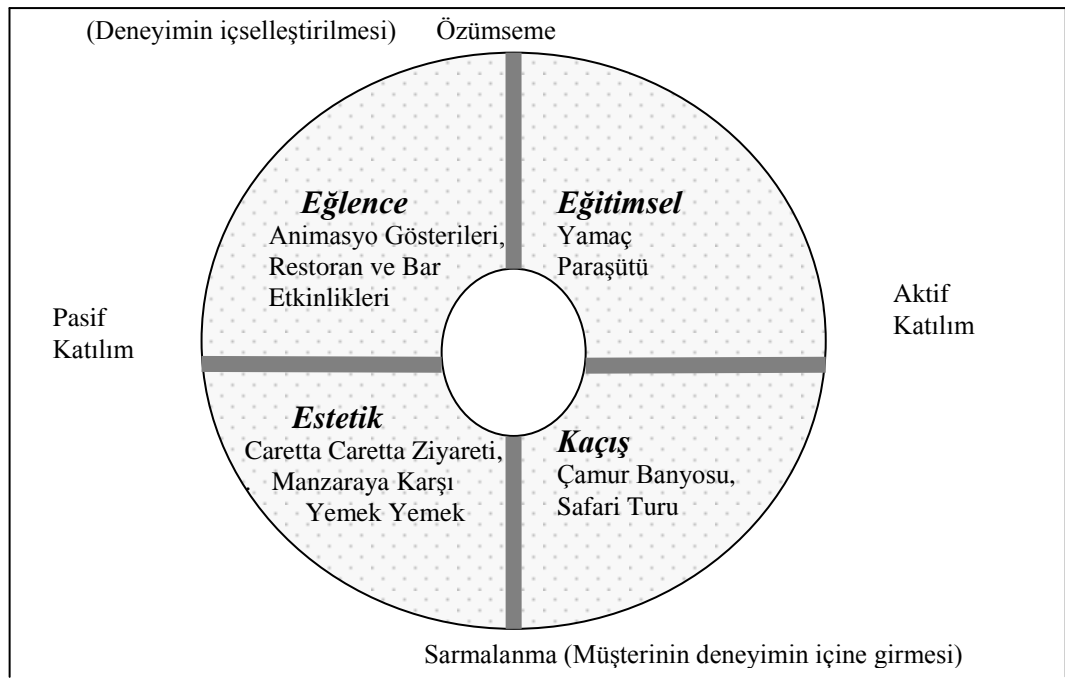 (Deneyimin içselleştirilmesi) Özümseme
Eğlence
Animasyo Gösterileri,
Restoran ve Bar
Etkinlikleri
Eğitimsel
Yamaç
Paraşütü
Pasif
Katılım
Aktif
Katılım
Estetik
Caretta Caretta Ziyareti,
. Manzaraya Karşı
Yemek Yemek
Kaçış
Çamur Banyosu,
Safari Turu
Sarmalanma (Müşterinin deneyimin içine girmesi)